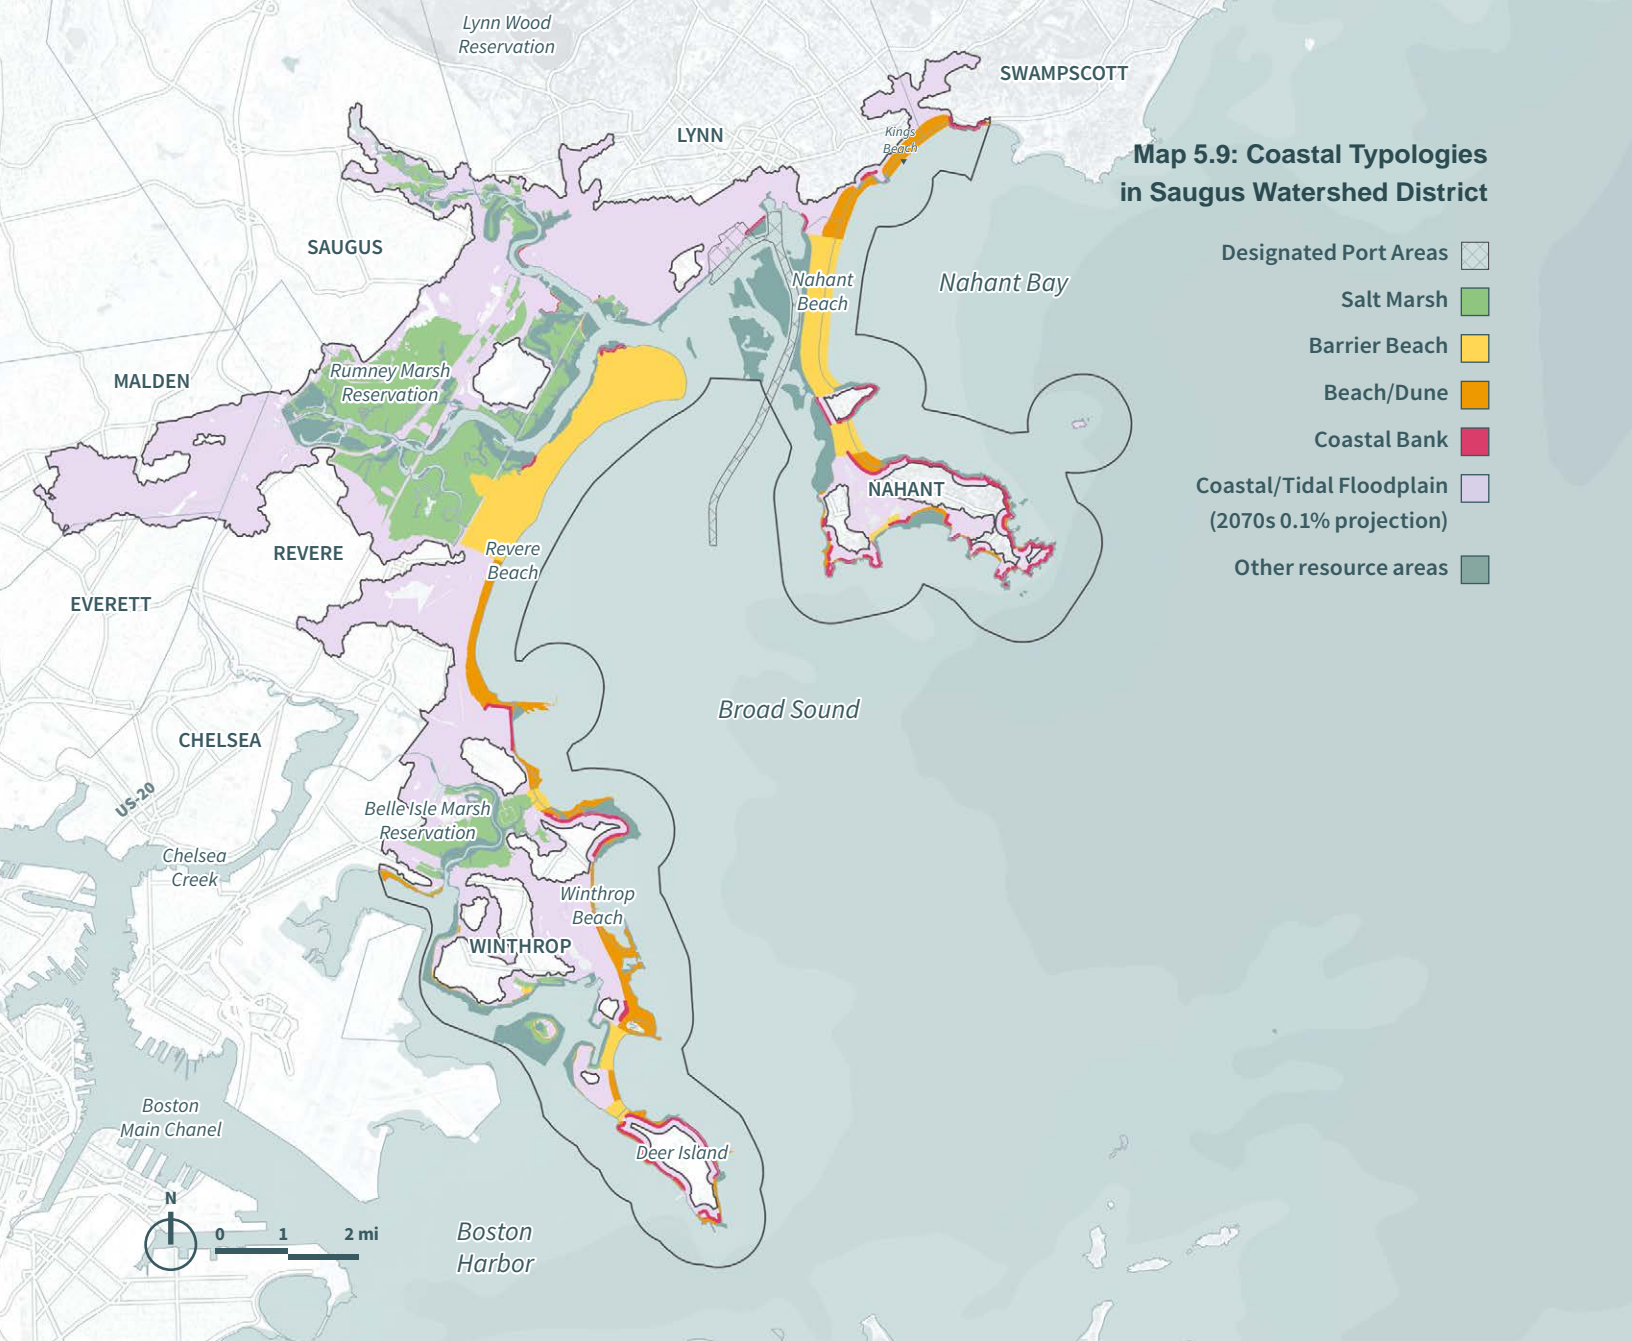 Lynn Wood
Reservation
SWAMPSCOTT
LYNN
Kings
Beach
Map 5.9: Coastal Typologies
in Saugus Watershed District
SAUGUS
Designated Port Areas
Nahant
Beach
Nahant Bay
Salt Marsh
Barrier Beach
MALDEN
Rumney Marsh
Reservation
Beach/Dune
Coastal Bank
NAHANT
Coastal/Tidal Floodplain
(2070s 0.1% projection)
REVERE
Revere
Beach
Other resource areas
EVERETT
Broad Sound
CHELSEA
US-20
Belle Isle Marsh
Reservation
Chelsea
Creek
Winthrop
Beach
WINTHROP
Boston
Main Chanel
Deer Island
N
0 1 2 mi
Boston
Harbor